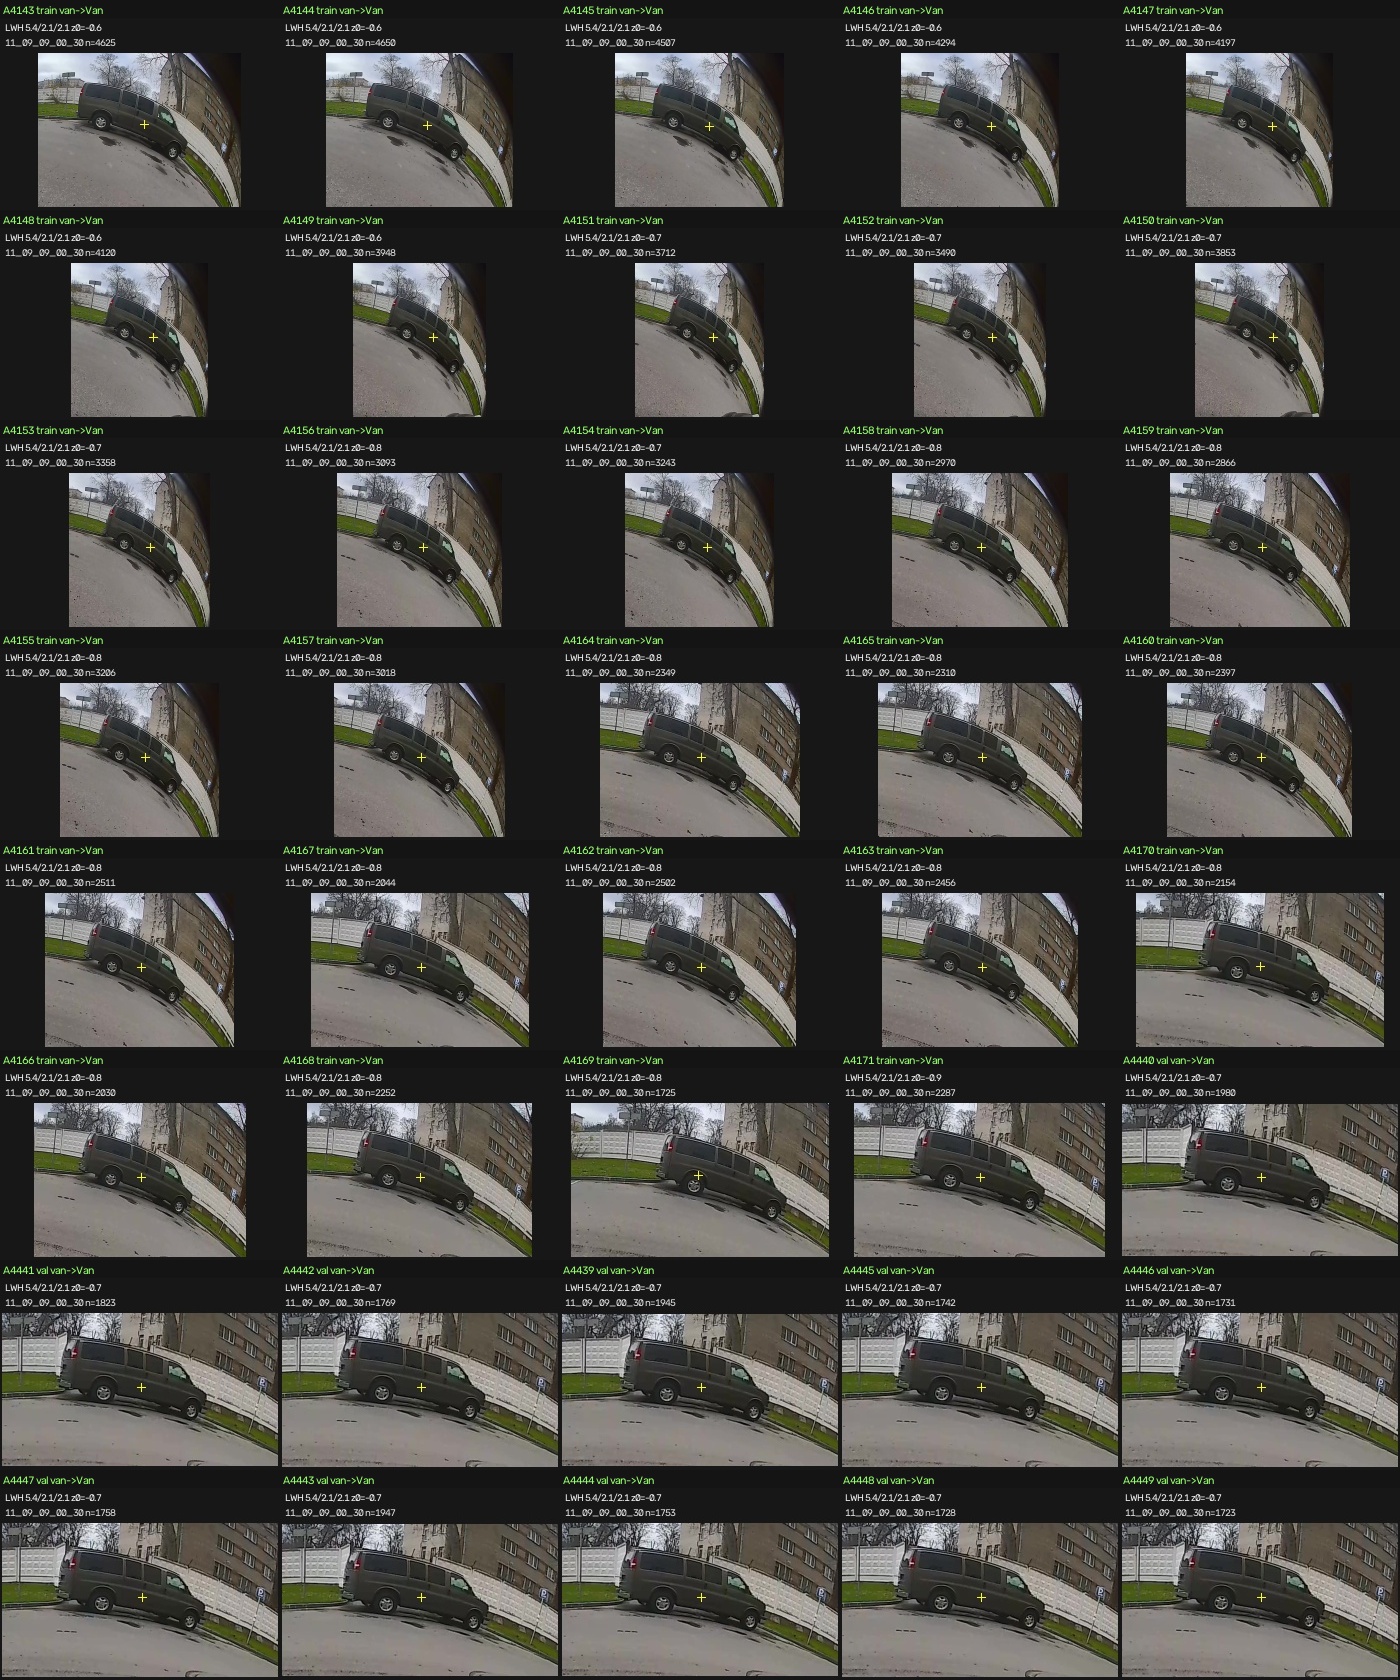 A4143 train van->Van
LWH 5.4/2.1/2.1 z0=-0.6
11_09_09_00_30 n=4625
A4144 train van->Van
LWH 5.4/2.1/2.1 z0=-0.6
11_09_09_00_30 n=4650
A4145 train van->Van
LWH 5.4/2.1/2.1 z0=-0.6
11_09_09_00_30 n=4507
A4146 train van->Van
LWH 5.4/2.1/2.1 z0=-0.6
11_09_09_00_30 n=4294
A4147 train van->Van
LWH 5.4/2.1/2.1 z0=-0.6
11_09_09_00_30 n=4197
A4148 train van->Van
LWH 5.4/2.1/2.1 z0=-0.6
11_09_09_00_30 n=4120
A4149 train van->Van
LWH 5.4/2.1/2.1 z0=-0.6
11_09_09_00_30 n=3948
A4151 train van->Van
LWH 5.4/2.1/2.1 z0=-0.7
11_09_09_00_30 n=3712
A4152 train van->Van
LWH 5.4/2.1/2.1 z0=-0.7
11_09_09_00_30 n=3490
A4150 train van->Van
LWH 5.4/2.1/2.1 z0=-0.7
11_09_09_00_30 n=3853
A4153 train van->Van
LWH 5.4/2.1/2.1 z0=-0.7
11_09_09_00_30 n=3358
A4156 train van->Van
LWH 5.4/2.1/2.1 z0=-0.8
11_09_09_00_30 n=3093
A4154 train van->Van
LWH 5.4/2.1/2.1 z0=-0.7
11_09_09_00_30 n=3243
A4158 train van->Van
LWH 5.4/2.1/2.1 z0=-0.8
11_09_09_00_30 n=2970
A4159 train van->Van
LWH 5.4/2.1/2.1 z0=-0.8
11_09_09_00_30 n=2866
A4155 train van->Van
LWH 5.4/2.1/2.1 z0=-0.8
11_09_09_00_30 n=3206
A4157 train van->Van
LWH 5.4/2.1/2.1 z0=-0.8
11_09_09_00_30 n=3018
A4164 train van->Van
LWH 5.4/2.1/2.1 z0=-0.8
11_09_09_00_30 n=2349
A4165 train van->Van
LWH 5.4/2.1/2.1 z0=-0.8
11_09_09_00_30 n=2310
A4160 train van->Van
LWH 5.4/2.1/2.1 z0=-0.8
11_09_09_00_30 n=2397
A4161 train van->Van
LWH 5.4/2.1/2.1 z0=-0.8
11_09_09_00_30 n=2511
A4167 train van->Van
LWH 5.4/2.1/2.1 z0=-0.8
11_09_09_00_30 n=2044
A4162 train van->Van
LWH 5.4/2.1/2.1 z0=-0.8
11_09_09_00_30 n=2502
A4163 train van->Van
LWH 5.4/2.1/2.1 z0=-0.8
11_09_09_00_30 n=2456
A4170 train van->Van
LWH 5.4/2.1/2.1 z0=-0.8
11_09_09_00_30 n=2154
A4166 train van->Van
LWH 5.4/2.1/2.1 z0=-0.8
11_09_09_00_30 n=2030
A4168 train van->Van
LWH 5.4/2.1/2.1 z0=-0.8
11_09_09_00_30 n=2252
A4169 train van->Van
LWH 5.4/2.1/2.1 z0=-0.8
11_09_09_00_30 n=1725
A4171 train van->Van
LWH 5.4/2.1/2.1 z0=-0.9
11_09_09_00_30 n=2287
A4440 val van->Van
LWH 5.4/2.1/2.1 z0=-0.7
11_09_09_00_30 n=1980
A4441 val van->Van
LWH 5.4/2.1/2.1 z0=-0.7
11_09_09_00_30 n=1823
A4442 val van->Van
LWH 5.4/2.1/2.1 z0=-0.7
11_09_09_00_30 n=1769
A4439 val van->Van
LWH 5.4/2.1/2.1 z0=-0.7
11_09_09_00_30 n=1945
A4445 val van->Van
LWH 5.4/2.1/2.1 z0=-0.7
11_09_09_00_30 n=1742
A4446 val van->Van
LWH 5.4/2.1/2.1 z0=-0.7
11_09_09_00_30 n=1731
A4447 val van->Van
LWH 5.4/2.1/2.1 z0=-0.7
11_09_09_00_30 n=1758
A4443 val van->Van
LWH 5.4/2.1/2.1 z0=-0.7
11_09_09_00_30 n=1947
A4444 val van->Van
LWH 5.4/2.1/2.1 z0=-0.7
11_09_09_00_30 n=1753
A4448 val van->Van
LWH 5.4/2.1/2.1 z0=-0.7
11_09_09_00_30 n=1728
A4449 val van->Van
LWH 5.4/2.1/2.1 z0=-0.7
11_09_09_00_30 n=1723